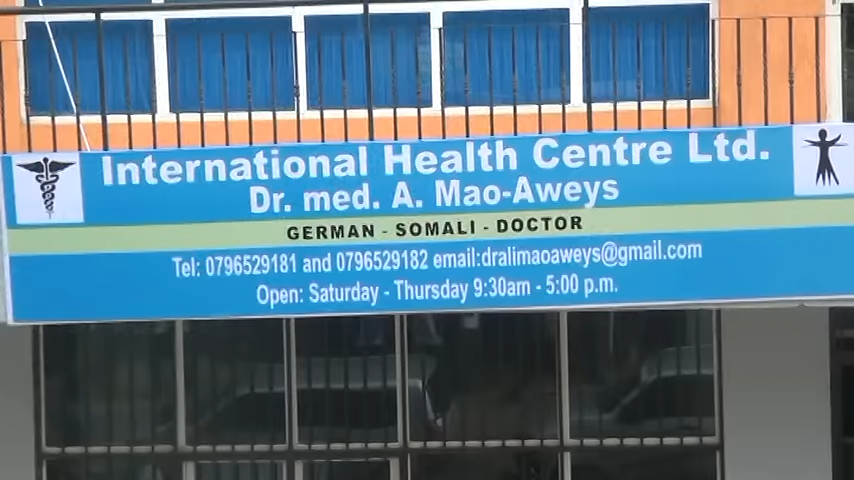 International Health Centre Ltd.
Dr. med. A. Mao-Aweys
GERMAN - SOMALI - DOCTOR
Tel: 0796529181 and 0796529182 email:dralimaoaweys@gmail.com
Open: Saturday - Thursday 9:30am - 5:00 p.m.